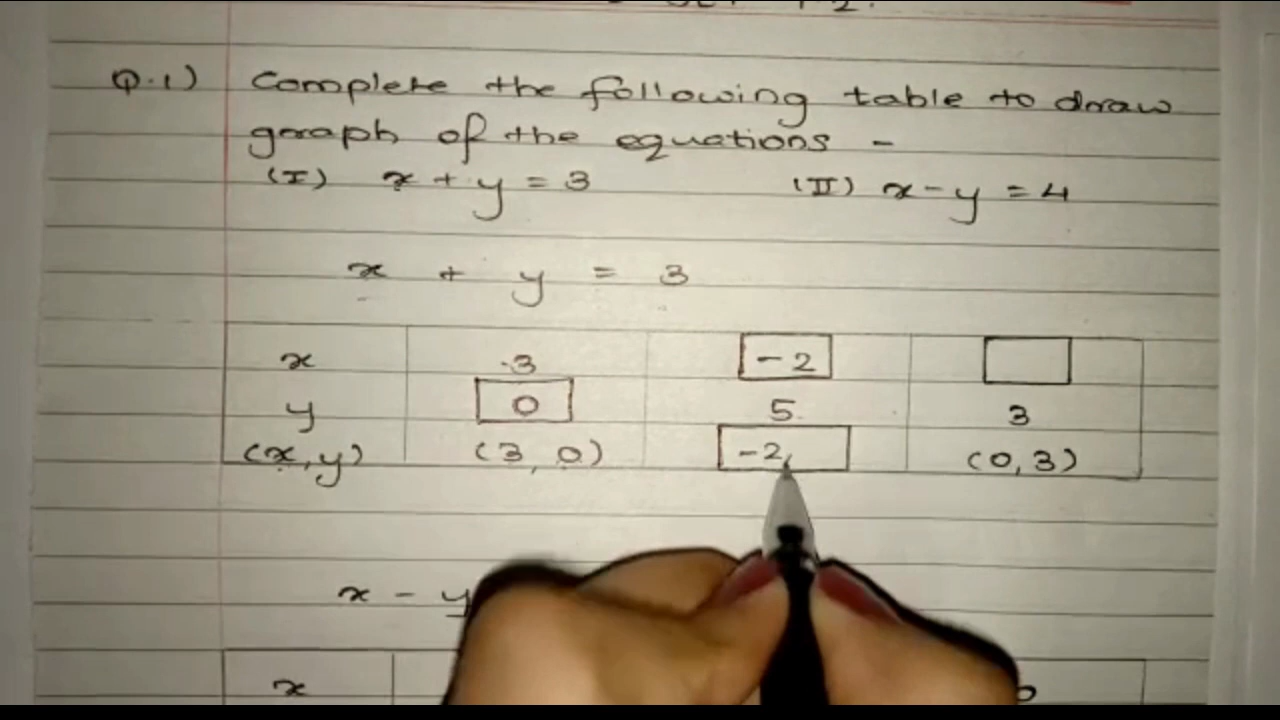 Q.1) Complete the following table to draw
graph of the equations -
(I) x + y = 3 (II) x - y = 4
x + y = 3
x 3 -2
y 0 5 3
(x,y) (3,0) -2, (0,3)
x - y
x